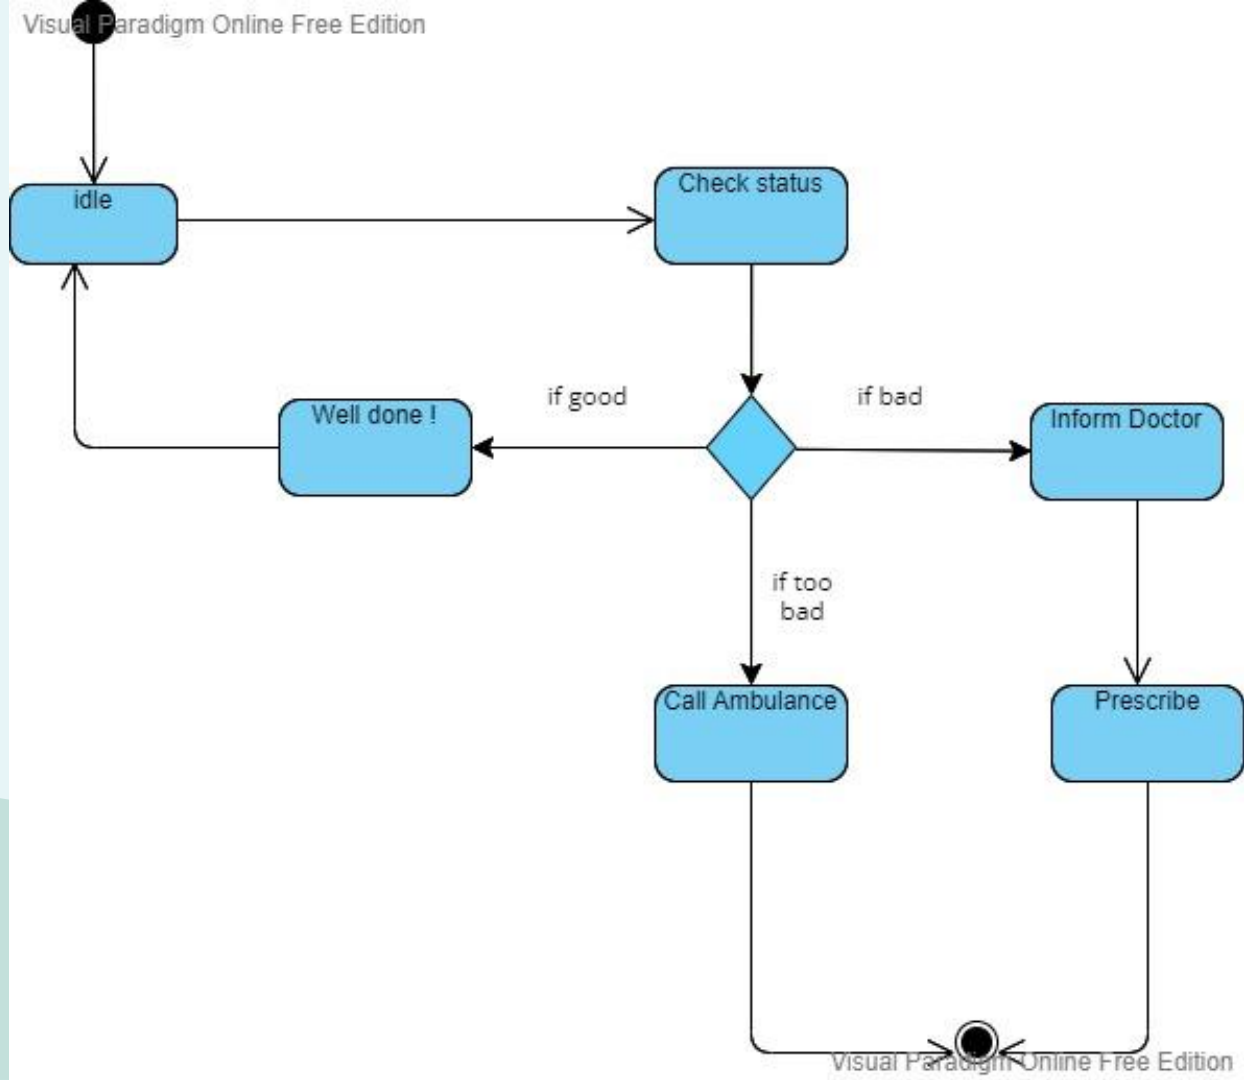 Visual Paradigm Online Free Edition
idle
Check status
if good
if bad
Well done !
Inform Doctor
if too
bad
Call Ambulance
Prescribe
Visual Paradigm Online Free Edition